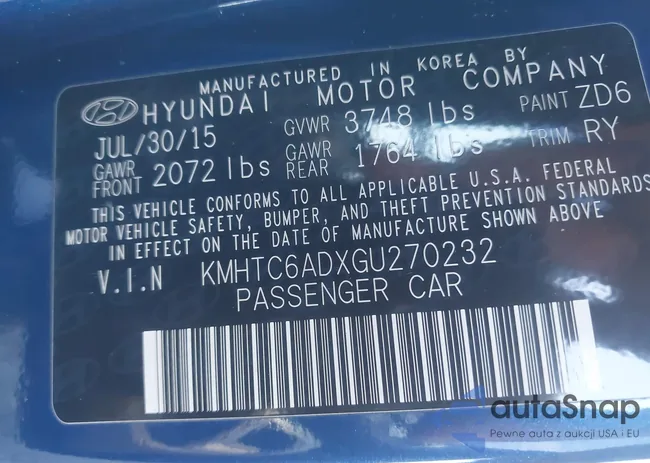 MANUFACTURED IN KOREA BY
HYUNDAI MOTOR COMPANY
JUL/30/15 GVWR 3748 lbs PAINT ZD6
GAWR FRONT 2072 lbs GAWR REAR 1764 lbs TRIM RY
THIS VEHICLE CONFORMS TO ALL APPLICABLE U.S.A. FEDERAL
MOTOR VEHICLE SAFETY, BUMPER, AND THEFT PREVENTION STANDARDS
IN EFFECT ON THE DATE OF MANUFACTURE SHOWN ABOVE
V.I.N KMHTC6ADXGU270232
PASSENGER CAR
autaSnap
Pewne auta z aukcji USA i EU